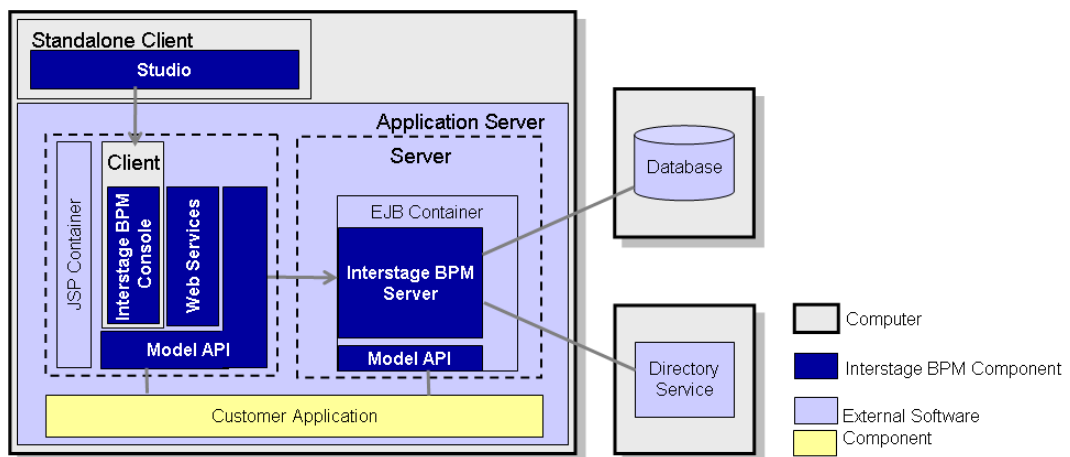 Standalone Client
Studio
Application Server
Client
Server
JSP Container
Interstage BPM
Console
Web Services
Model API
EJB Container
Interstage BPM
Server
Model API
Customer Application
Database
Directory
Service
Computer
Interstage BPM Component
External Software
Component